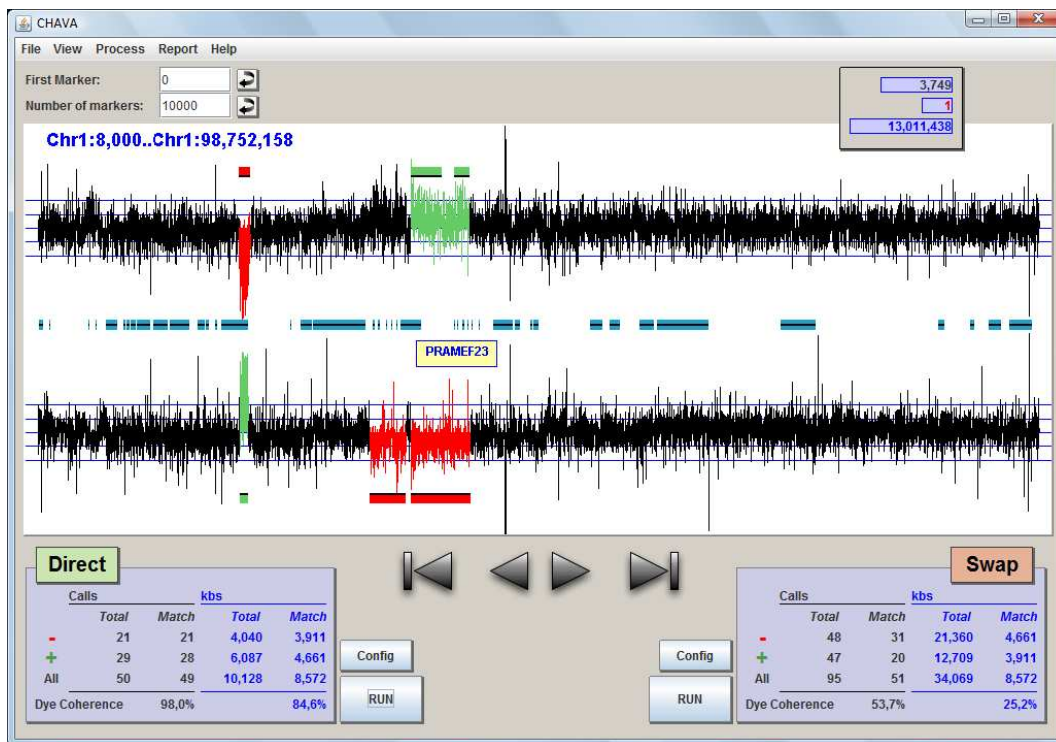 CHAVA
File View Process Report Help
First Marker: 0
Number of markers: 10000
3,749
1
13,011,438
Chr1:8,000..Chr1:98,752,158
PRAMEF23
Direct
Calls kbs
Total Match Total Match
- 21 21 4,040 3,911
+ 29 28 6,087 4,661
All 50 49 10,128 8,572
Dye Coherence 98,0% 84,6%
Config
RUN
Swap
Calls kbs
Total Match Total Match
- 48 31 21,360 4,661
+ 47 20 12,709 3,911
All 95 51 34,069 8,572
Dye Coherence 53,7% 25,2%
Config
RUN